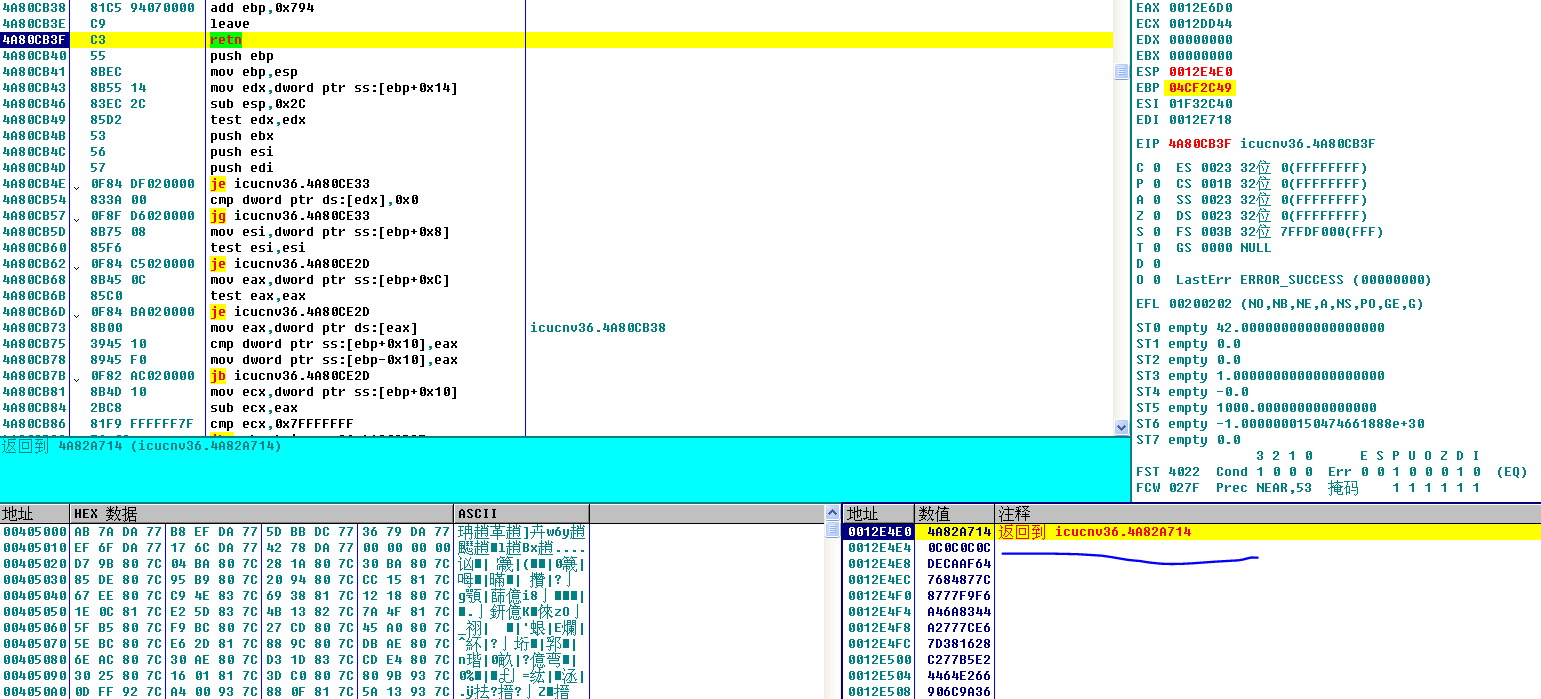 4A80CB38 81C5 94070000 add ebp,0x794
4A80CB3E C9 leave
4A80CB3F C3 retn
4A80CB40 55 push ebp
4A80CB41 8BEC mov ebp,esp
4A80CB43 8B55 14 mov edx,dword ptr ss:[ebp+0x14]
4A80CB46 83EC 2C sub esp,0x2C
4A80CB49 85D2 test edx,edx
4A80CB4B 53 push ebx
4A80CB4C 56 push esi
4A80CB4D 57 push edi
4A80CB4E 0F84 DF020000 je icucnv36.4A80CE33
4A80CB54 833A 00 cmp dword ptr ds:[edx],0x0
4A80CB57 0F8F D6020000 jg icucnv36.4A80CE33
4A80CB5D 8B75 08 mov esi,dword ptr ss:[ebp+0x8]
4A80CB60 85F6 test esi,esi
4A80CB62 0F84 C5020000 je icucnv36.4A80CE2D
4A80CB68 8B45 0C mov eax,dword ptr ss:[ebp+0xC]
4A80CB6B 85C0 test eax,eax
4A80CB6D 0F84 BA020000 je icucnv36.4A80CE2D
4A80CB73 8B00 mov eax,dword ptr ds:[eax] icucnv36.4A80CB38
4A80CB75 3945 10 cmp dword ptr ss:[ebp+0x10],eax
4A80CB78 8945 F0 mov dword ptr ss:[ebp-0x10],eax
4A80CB7B 0F82 AC020000 jb icucnv36.4A80CE2D
4A80CB81 8B4D 10 mov ecx,dword ptr ss:[ebp+0x10]
4A80CB84 2BC8 sub ecx,eax
4A80CB86 81F9 FFFFFF7F cmp ecx,0x7FFFFFFF
返回到 4A82A714 (icucnv36.4A82A714)
EAX 0012E6D0
ECX 0012DD44
EDX 00000000
EBX 00000000
ESP 0012E4E0
EBP 04CF2C49
ESI 01F32C40
EDI 0012E718
EIP 4A80CB3F icucnv36.4A80CB3F
C 0 ES 0023 32位 0(FFFFFFFF)
P 0 CS 001B 32位 0(FFFFFFFF)
A 0 SS 0023 32位 0(FFFFFFFF)
Z 0 DS 0023 32位 0(FFFFFFFF)
S 0 FS 003B 32位 7FFDF000(FFF)
T 0 GS 0000 NULL
D 0
O 0 LastErr ERROR_SUCCESS (00000000)
EFL 00200202 (NO,NB,NE,A,NS,PO,GE,G)
ST0 empty 42.000000000000000000
ST1 empty 0.0
ST2 empty 0.0
ST3 empty 1.0000000000000000000
ST4 empty -0.0
ST5 empty 1000.0000000000000000
ST6 empty -1.0000000150474661888e+30
ST7 empty 0.0
3 2 1 0 E S P U O Z D I
FST 4022 Cond 1 0 0 0 Err 0 0 1 0 0 0 1 0 (EQ)
FCW 027F Prec NEAR,53 掩码 1 1 1 1 1 1
地址 HEX 数据 ASCII
00405000 AB 7A DA 77 B8 EF DA 77 5D BB DC 77 36 79 DA 77
00405010 EF 6F DA 77 17 6C DA 77 42 78 DA 77 00 00 00 00
00405020 D7 9B 80 7C 04 BA 80 7C 28 1A 80 7C 30 BA 80 7C
00405030 85 DE 80 7C 95 B9 80 7C 20 94 80 7C CC 15 81 7C
00405040 67 EE 80 7C C9 4E 83 7C 69 38 81 7C 12 18 80 7C
00405050 1E 0C 81 7C E2 5D 83 7C 4B 13 82 7C 7A 4F 81 7C
00405060 5F B5 80 7C F9 BC 80 7C 27 CD 80 7C 45 A0 80 7C
00405070 5E BC 80 7C E6 2D 81 7C 88 9C 80 7C DB AE 80 7C
00405080 6E AC 80 7C 30 AE 80 7C D3 1D 83 7C CD E4 80 7C
00405090 30 25 80 7C 16 01 81 7C 3D C0 80 7C 80 9B 93 7C
004050A0 0D FF 92 7C A4 00 93 7C 88 0F 81 7C 5A 13 93 7C
地址 数值 注释
0012E4E0 4A82A714 返回到 icucnv36.4A82A714
0012E4E4 0C0C0C0C
0012E4E8 DECAAF64
0012E4EC 7684877C
0012E4F0 8777F9F6
0012E4F4 A46A8344
0012E4F8 A2777CE6
0012E4FC 7D381628
0012E500 C277B5E2
0012E504 4464E266
0012E508 906C9A36